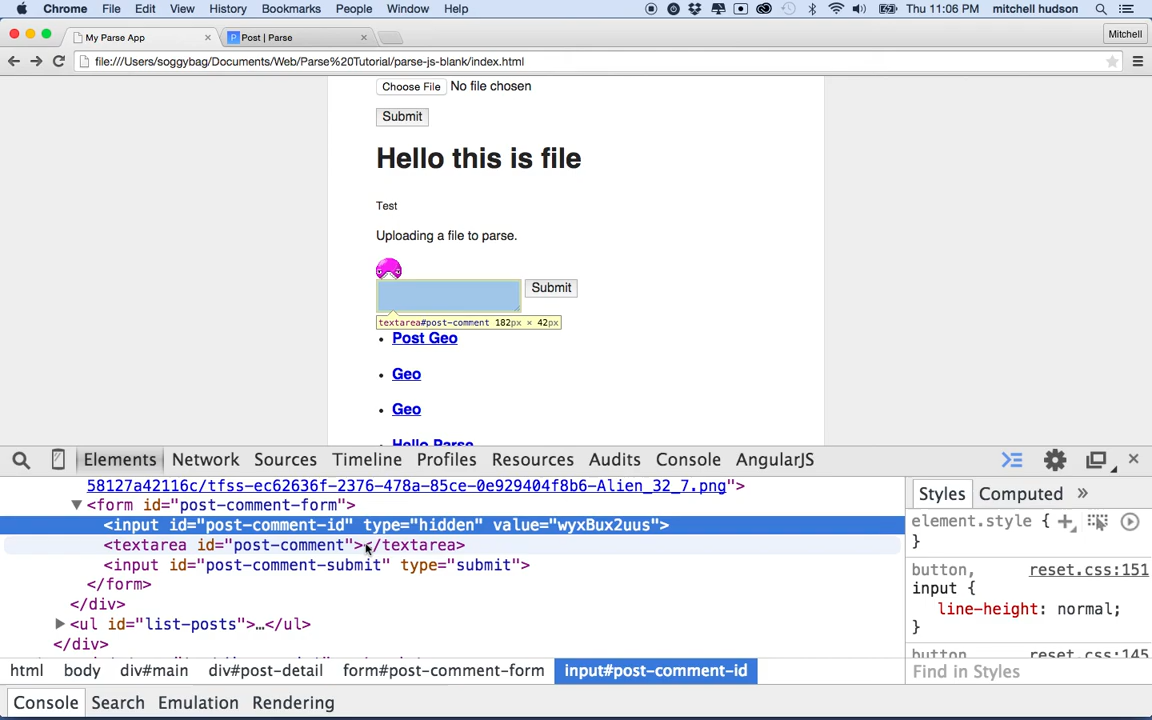 Chrome File Edit View History Bookmarks People Window Help Thu 11:06 PM mitchell hudson
My Parse App Post | Parse Mitchell
file:///Users/soggybag/Documents/Web/Parse%20Tutorial/parse-js-blank/index.html
Choose File No file chosen
Submit
Hello this is file
Test
Uploading a file to parse.
Submit
textarea#post-comment 182px × 42px
Post Geo
Geo
Geo
Hello Parse
Elements Network Sources Timeline Profiles Resources Audits Console AngularJS
58127a42116c/tfss-ec62636f-2376-478a-85ce-0e929404f8b6-Alien_32_7.png">
<form id="post-comment-form">
<input id="post-comment-id" type="hidden" value="wyxBux2uus">
<textarea id="post-comment"></textarea>
<input id="post-comment-submit" type="submit">
</form>
</div>
<ul id="list-posts">…</ul>
</div>
Styles Computed »
element.style {
}
button, reset.css:151
input {
line-height: normal;
}
button, reset.css:145
html body div#main div#post-detail form#post-comment-form input#post-comment-id
Find in Styles
Console Search Emulation Rendering